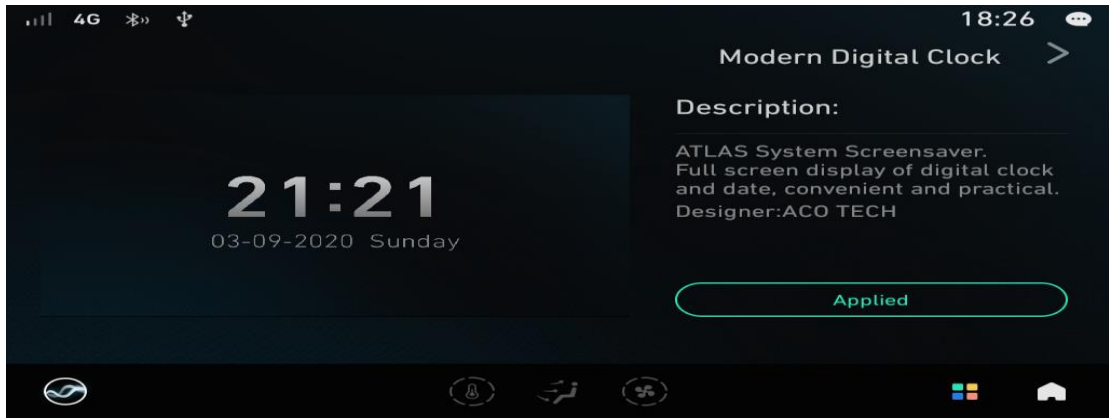 4G
18:26
Modern Digital Clock
Description:
ATLAS System Screensaver.
Full screen display of digital clock
and date, convenient and practical.
Designer:ACO TECH
21:21
03-09-2020 Sunday
Applied